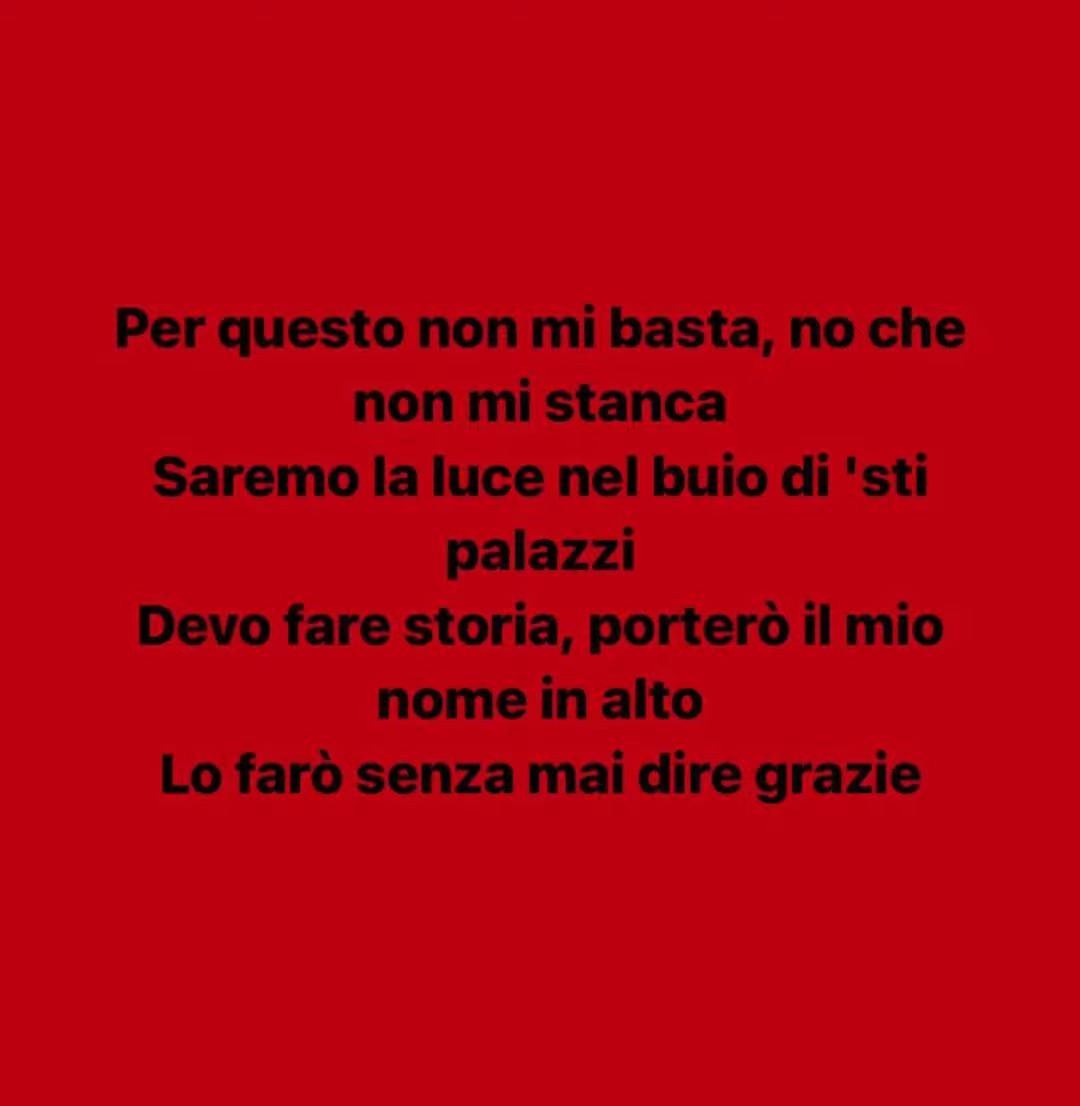 Per questo non mi basta, no che
non mi stanca
Saremo la luce nel buio di 'sti
palazzi
Devo fare storia, porterò il mio
nome in alto
Lo farò senza mai dire grazie